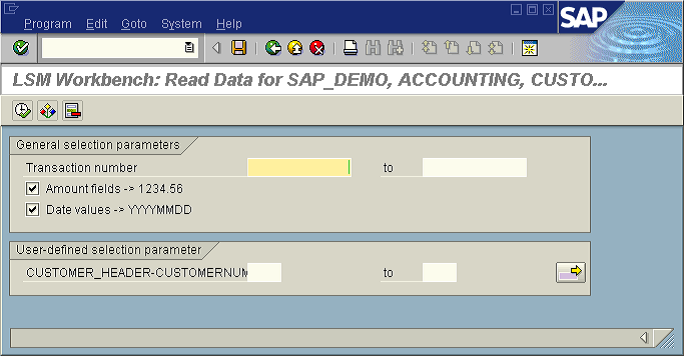 Program Edit Goto System Help
SAP
LSM Workbench: Read Data for SAP_DEMO, ACCOUNTING, CUSTO...
General selection parameters
Transaction number to
Amount fields -> 1234.56
Date values -> YYYYMMDD
User-defined selection parameter
CUSTOMER_HEADER-CUSTOMERNUM to